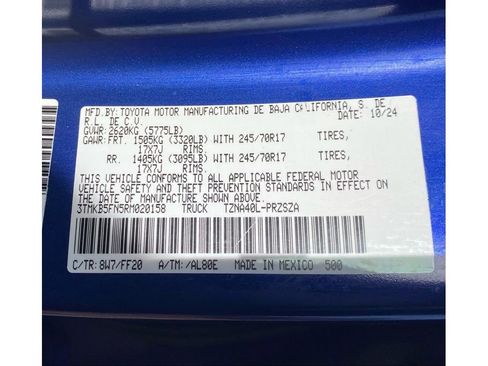 MFD.BY:TOYOTA MOTOR MANUFACTURING DE BAJA CALIFORNIA, S. DE
R.L. DE C.V. DATE: 10/24
GVWR:2620KG (5775LB)
GAWR:FRT. 1505KG (3320LB) WITH 245/70R17 TIRES,
17X7J RIMS.
RR. 1405KG (3095LB) WITH 245/70R17 TIRES,
17X7J RIMS.
THIS VEHICLE CONFORMS TO ALL APPLICABLE FEDERAL MOTOR
VEHICLE SAFETY AND THEFT PREVENTION STANDARDS IN EFFECT ON
THE DATE OF MANUFACTURE SHOWN ABOVE.
3TMKB5FN5RM020158 TRUCK TZNA40L-PRZSZA
C/TR: 8W7/FF20 A/TM: /AL80E MADE IN MEXICO 500